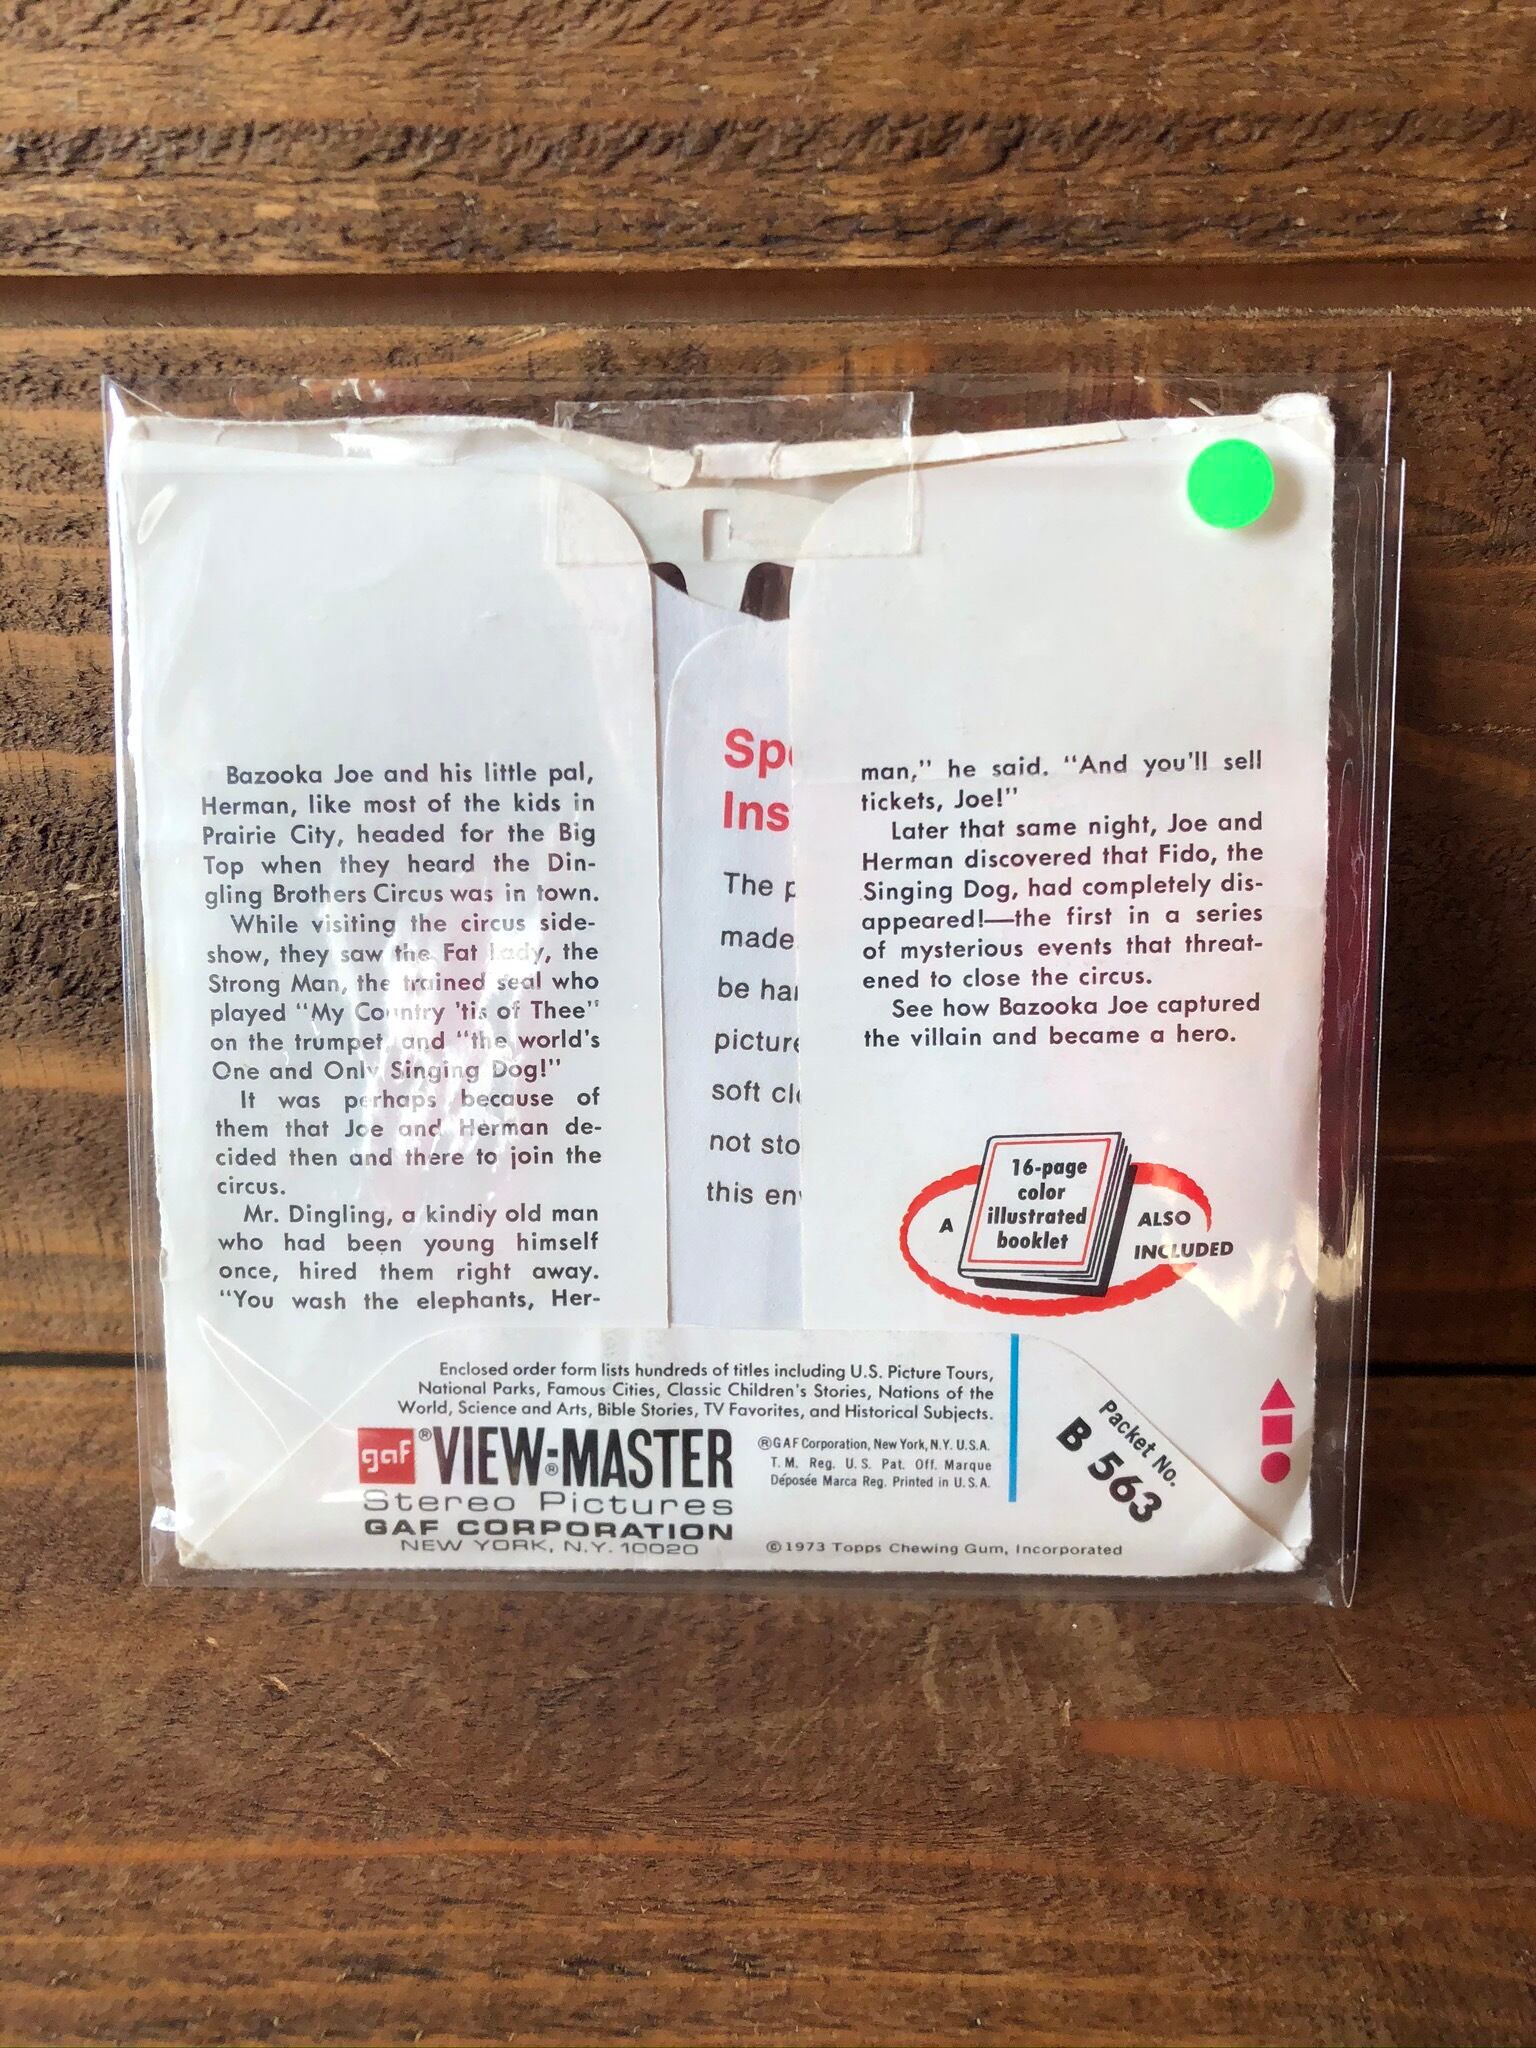 Bazooka Joe and his little pal,
Herman, like most of the kids in
Prairie City, headed for the Big
Top when they heard the Din-
gling Brothers Circus was in town.
While visiting the circus side-
show, they saw the Fat Lady, the
Strong Man, the trained seal who
played "My Country 'tis of Thee"
on the trumpet and "the world's
One and Only Singing Dog!"
It was perhaps because of
them that Joe and Herman de-
cided then and there to join the
circus.
Mr. Dingling, a kindly old man
who had been young himself
once, hired them right away.
"You wash the elephants, Her-
Sp
Ins
The p
made
be har
picture
soft cl
not sto
this en
man," he said. "And you'll sell
tickets, Joe!"
Later that same night, Joe and
Herman discovered that Fido, the
Singing Dog, had completely dis-
appeared!—the first in a series
of mysterious events that threat-
ened to close the circus.
See how Bazooka Joe captured
the villain and became a hero.
A
16-page
color
illustrated
booklet
ALSO
INCLUDED
Enclosed order form lists hundreds of titles including U.S. Picture Tours,
National Parks, Famous Cities, Classic Children's Stories, Nations of the
World, Science and Arts, Bible Stories, TV Favorites, and Historical Subjects.
gaf® VIEW-MASTER®
Stereo Pictures
GAF CORPORATION
NEW YORK, N.Y. 10020
®GAF Corporation, New York, N.Y. U.S.A.
T.M. Reg. U.S. Pat. Off. Marque
Déposée Marca Reg. Printed in U.S.A.
©1973 Topps Chewing Gum, Incorporated
Packet No.
B 563